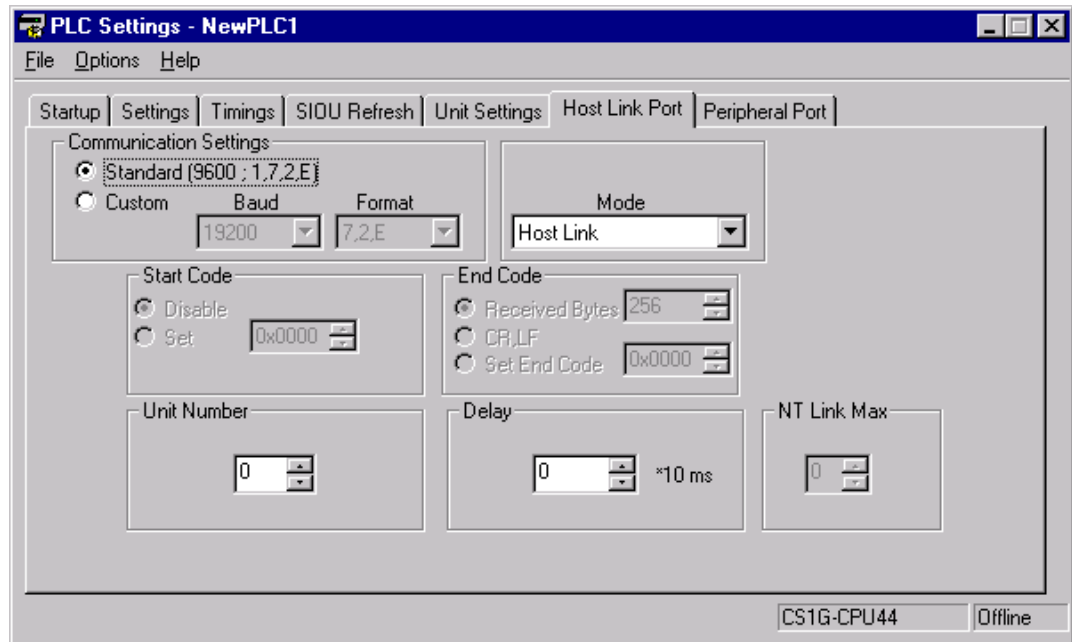 PLC Settings - NewPLC1
File Options Help
Startup Settings Timings SIOU Refresh Unit Settings Host Link Port Peripheral Port
Communication Settings
Standard (9600 ; 1,7,2,E)
Custom Baud Format
19200 7,2,E
Mode
Host Link
Start Code
Disable
Set 0x0000
End Code
Received Bytes 256
CR,LF
Set End Code 0x0000
Unit Number
0
Delay
0 *10 ms
NT Link Max
0
CS1G-CPU44 Offline